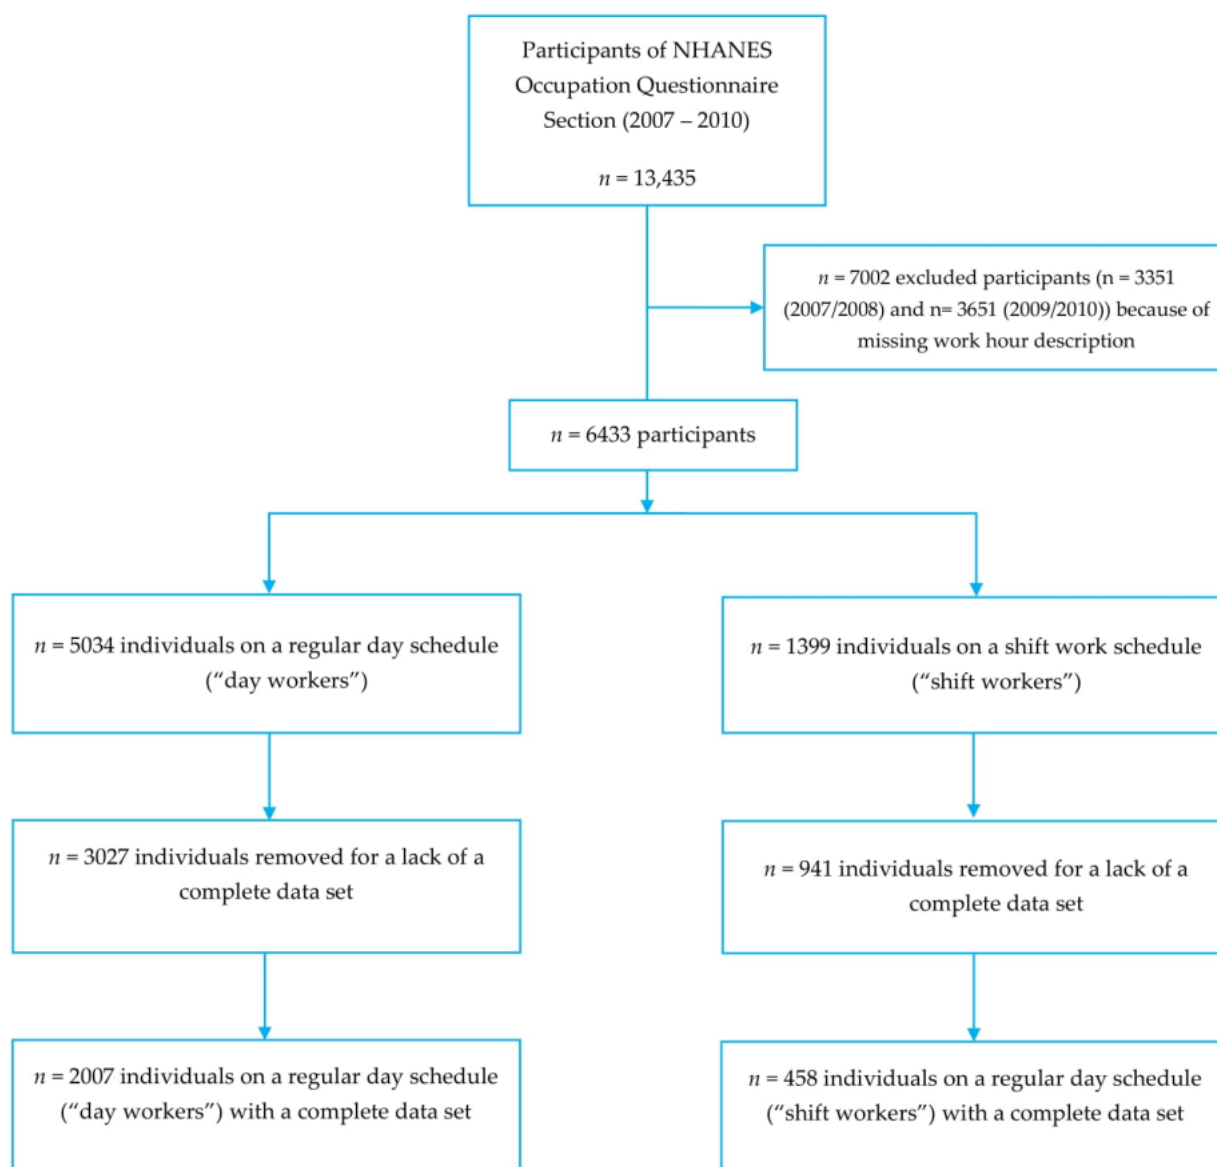 Participants of NHANES
Occupation Questionnaire
Section (2007 – 2010)
n = 13,435
n = 7002 excluded participants (n = 3351
(2007/2008) and n= 3651 (2009/2010)) because of
missing work hour description
n = 6433 participants
n = 5034 individuals on a regular day schedule
(“day workers”)
n = 1399 individuals on a shift work schedule
(“shift workers”)
n = 3027 individuals removed for a lack of a
complete data set
n = 941 individuals removed for a lack of a
complete data set
n = 2007 individuals on a regular day schedule
(“day workers”) with a complete data set
n = 458 individuals on a regular day schedule
(“shift workers”) with a complete data set